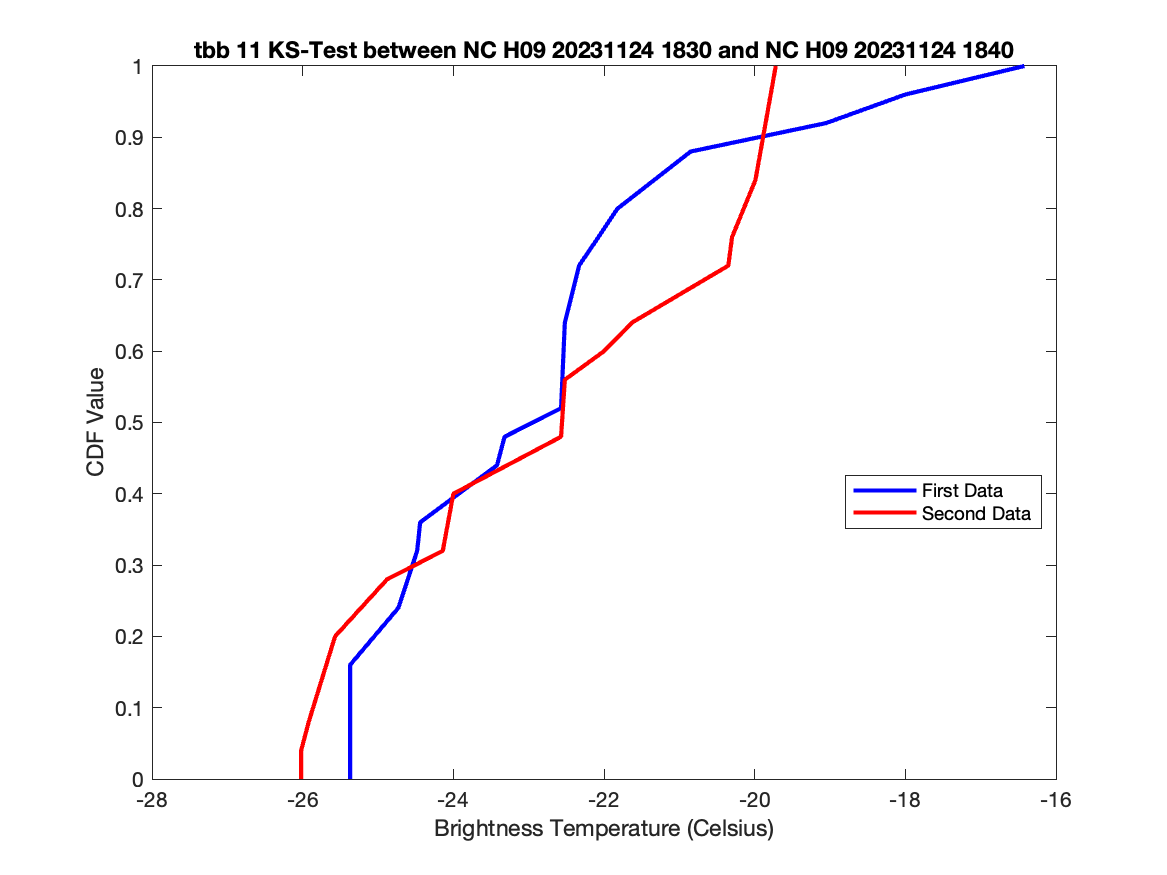 tbb 11 KS-Test between NC H09 20231124 1830 and NC H09 20231124 1840
1
0.9
0.8
0.7
0.6
0.5
0.4
0.3
0.2
0.1
0
CDF Value
First Data
Second Data
-28 -26 -24 -22 -20 -18 -16
Brightness Temperature (Celsius)